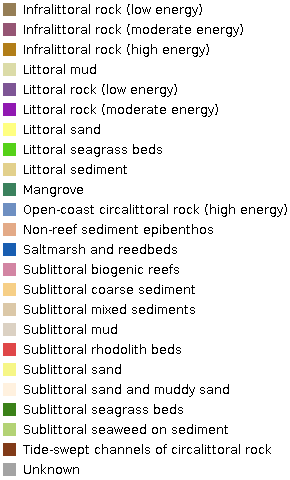 Infralittoral rock (low energy)
Infralittoral rock (moderate energy)
Infralittoral rock (high energy)
Littoral mud
Littoral rock (low energy)
Littoral rock (moderate energy)
Littoral sand
Littoral seagrass beds
Littoral sediment
Mangrove
Open-coast circalittoral rock (high energy)
Non-reef sediment epibenthos
Saltmarsh and reedbeds
Sublittoral biogenic reefs
Sublittoral coarse sediment
Sublittoral mixed sediments
Sublittoral mud
Sublittoral rhodolith beds
Sublittoral sand
Sublittoral sand and muddy sand
Sublittoral seagrass beds
Sublittoral seaweed on sediment
Tide-swept channels of circalittoral rock
Unknown